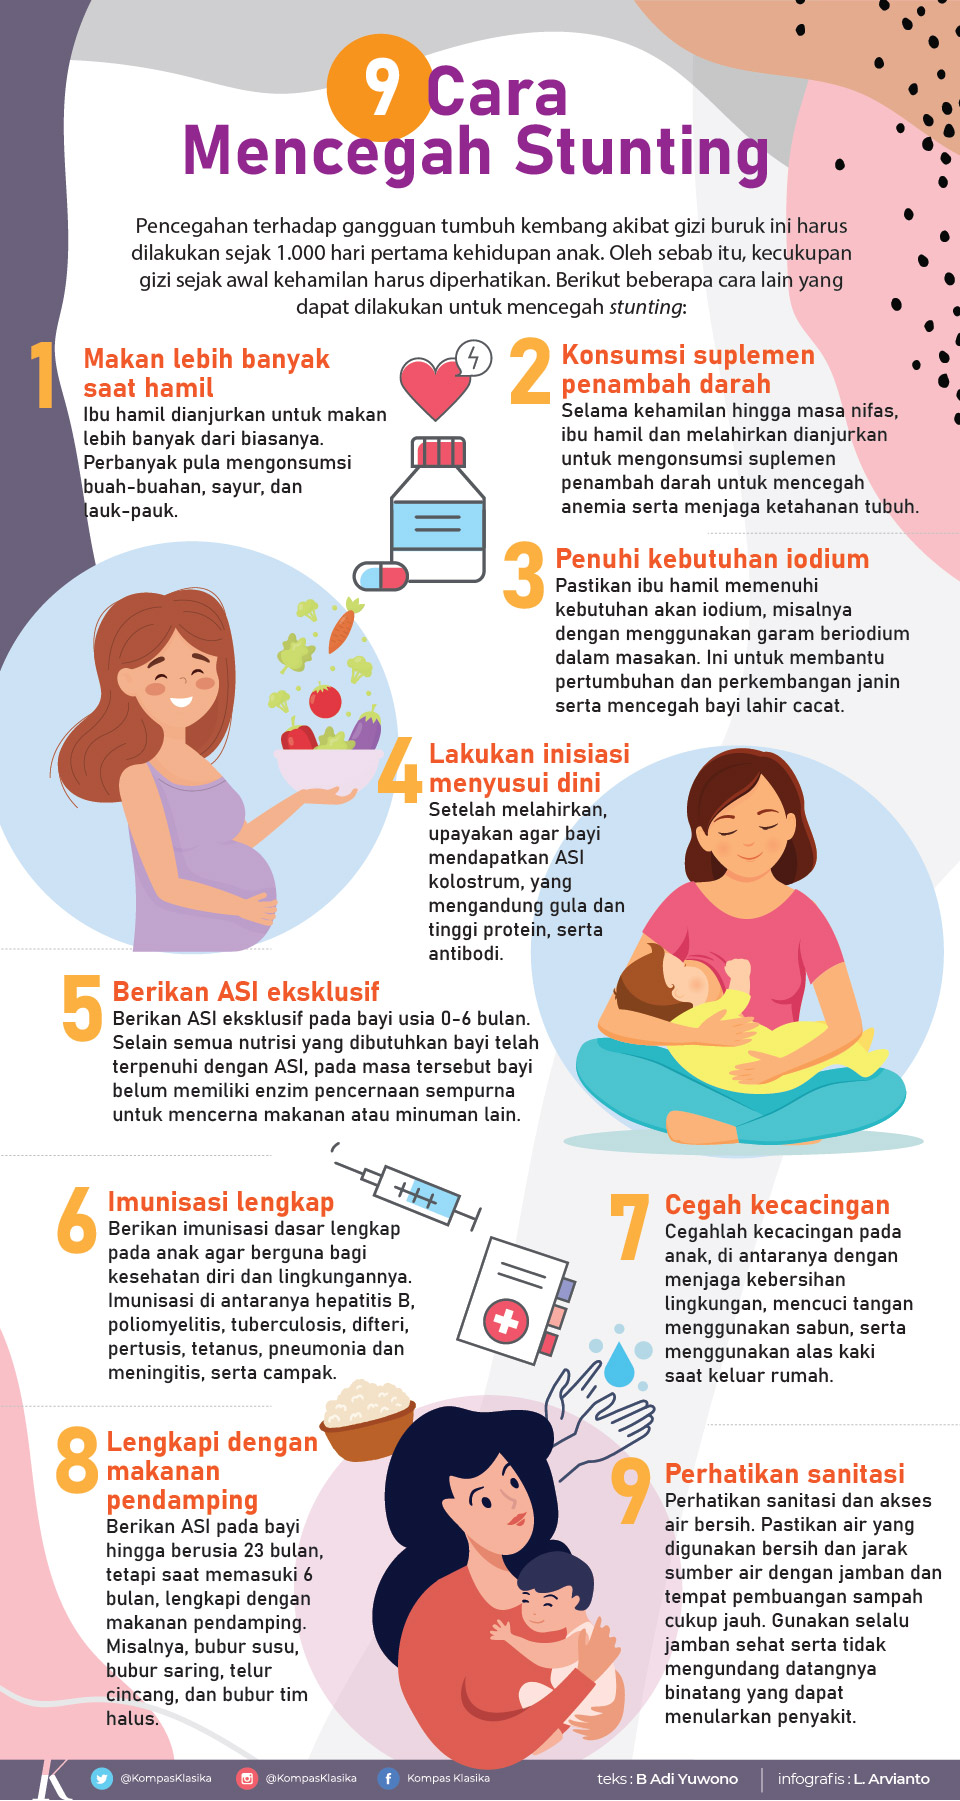 9 Cara
Mencegah Stunting
Pencegahan terhadap gangguan tumbuh kembang akibat gizi buruk ini harus
dilakukan sejak 1.000 hari pertama kehidupan anak. Oleh sebab itu, kecukupan
gizi sejak awal kehamilan harus diperhatikan. Berikut beberapa cara lain yang
dapat dilakukan untuk mencegah stunting:
1
Makan lebih banyak
saat hamil
Ibu hamil dianjurkan untuk makan
lebih banyak dari biasanya.
Perbanyak pula mengonsumsi
buah-buahan, sayur, dan
lauk-pauk.
2
Konsumsi suplemen
penambah darah
Selama kehamilan hingga masa nifas,
ibu hamil dan melahirkan dianjurkan
untuk mengonsumsi suplemen
penambah darah untuk mencegah
anemia serta menjaga ketahanan tubuh.
3
Penuhi kebutuhan iodium
Pastikan ibu hamil memenuhi
kebutuhan akan iodium, misalnya
dengan menggunakan garam beriodium
dalam masakan. Ini untuk membantu
pertumbuhan dan perkembangan janin
serta mencegah bayi lahir cacat.
4
Lakukan inisiasi
menyusui dini
Setelah melahirkan,
upayakan agar bayi
mendapatkan ASI
kolostrum, yang
mengandung gula dan
tinggi protein, serta
antibodi.
5
Berikan ASI eksklusif
Berikan ASI eksklusif pada bayi usia 0-6 bulan.
Selain semua nutrisi yang dibutuhkan bayi telah
terpenuhi dengan ASI, pada masa tersebut bayi
belum memiliki enzim pencernaan sempurna
untuk mencerna makanan atau minuman lain.
6
Imunisasi lengkap
Berikan imunisasi dasar lengkap
pada anak agar berguna bagi
kesehatan diri dan lingkungannya.
Imunisasi di antaranya hepatitis B,
poliomyelitis, tuberculosis, difteri,
pertusis, tetanus, pneumonia dan
meningitis, serta campak.
7
Cegah kecacingan
Cegahlah kecacingan pada
anak, di antaranya dengan
menjaga kebersihan
lingkungan, mencuci tangan
menggunakan sabun, serta
menggunakan alas kaki
saat keluar rumah.
8
Lengkapi dengan
makanan
pendamping
Berikan ASI pada bayi
hingga berusia 23 bulan,
tetapi saat memasuki 6
bulan, lengkapi dengan
makanan pendamping.
Misalnya, bubur susu,
bubur saring, telur
cincang, dan bubur tim
halus.
9
Perhatikan sanitasi
Perhatikan sanitasi dan akses
air bersih. Pastikan air yang
digunakan bersih dan jarak
sumber air dengan jamban dan
tempat pembuangan sampah
cukup jauh. Gunakan selalu
jamban sehat serta tidak
mengundang datangnya
binatang yang dapat
menularkan penyakit.
K @KompasKlasika @KompasKlasika f Kompas Klasika teks : B Adi Yuwono infografis : L. Arvianto